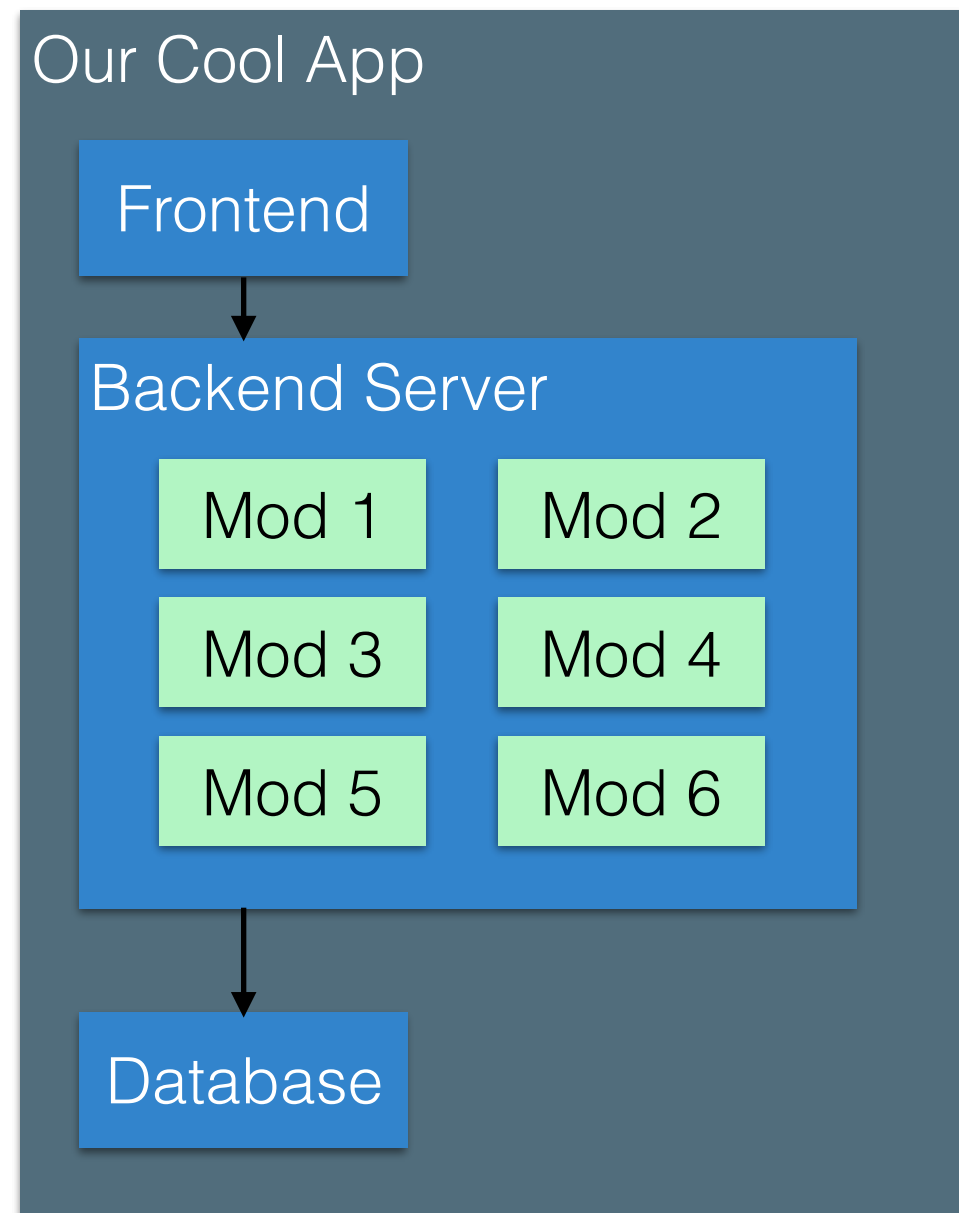 Our Cool App
Frontend
Backend Server
Mod 1
Mod 2
Mod 3
Mod 4
Mod 5
Mod 6
Database